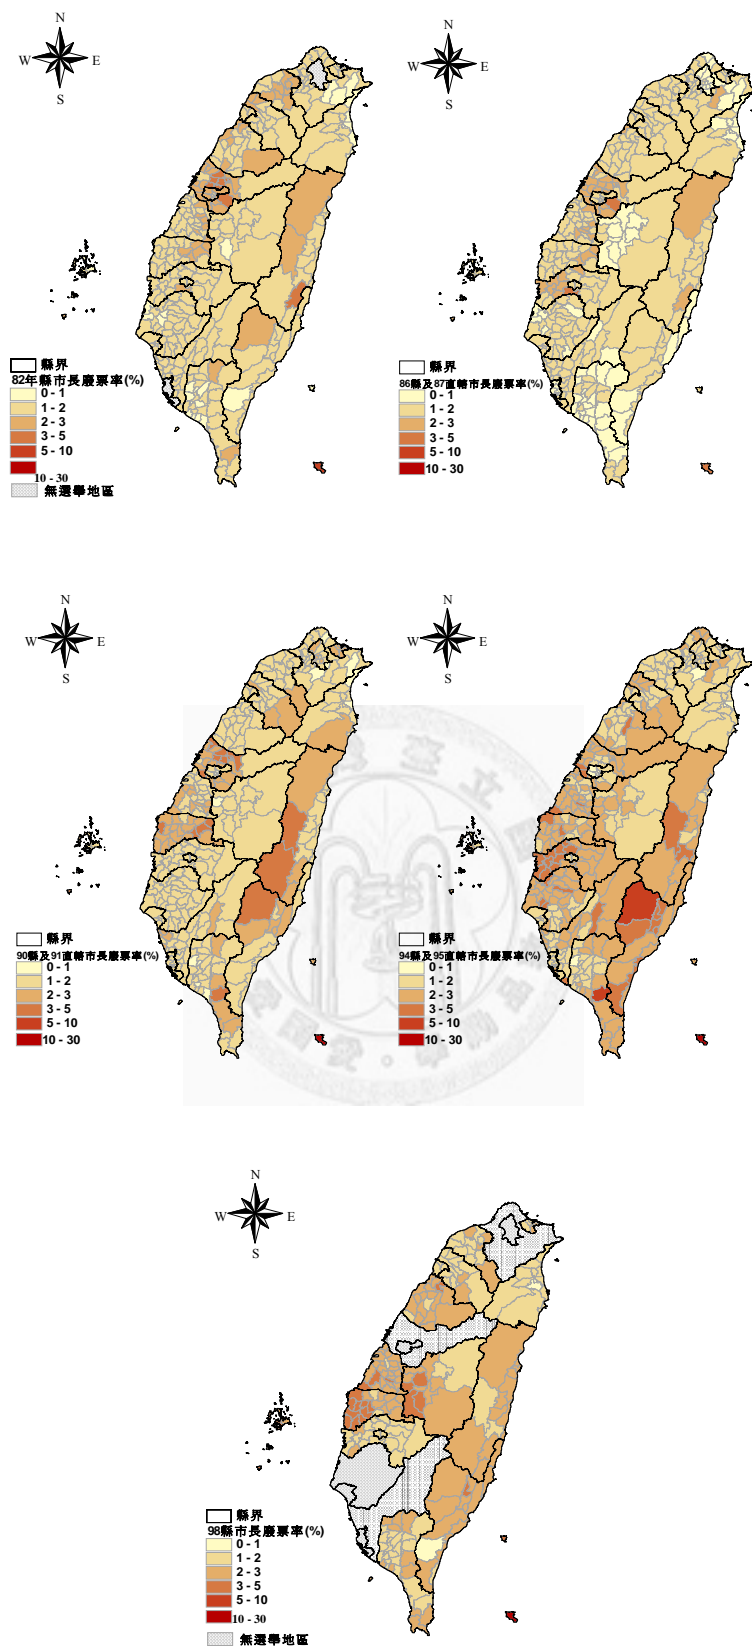 N
W E
S
縣界
82年縣市長廢票率(%)
0 - 1
1 - 2
2 - 3
3 - 5
5 - 10
10 - 30
無選舉地區
N
W E
S
縣界
86縣及87直轄市長廢票率(%)
0 - 1
1 - 2
2 - 3
3 - 5
5 - 10
10 - 30
N
W E
S
縣界
90縣及91直轄市長廢票率(%)
0 - 1
1 - 2
2 - 3
3 - 5
5 - 10
10 - 30
N
W E
S
縣界
94縣及95直轄市長廢票率(%)
0 - 1
1 - 2
2 - 3
3 - 5
5 - 10
10 - 30
N
W E
S
縣界
98縣市長廢票率(%)
0 - 1
1 - 2
2 - 3
3 - 5
5 - 10
10 - 30
無選舉地區